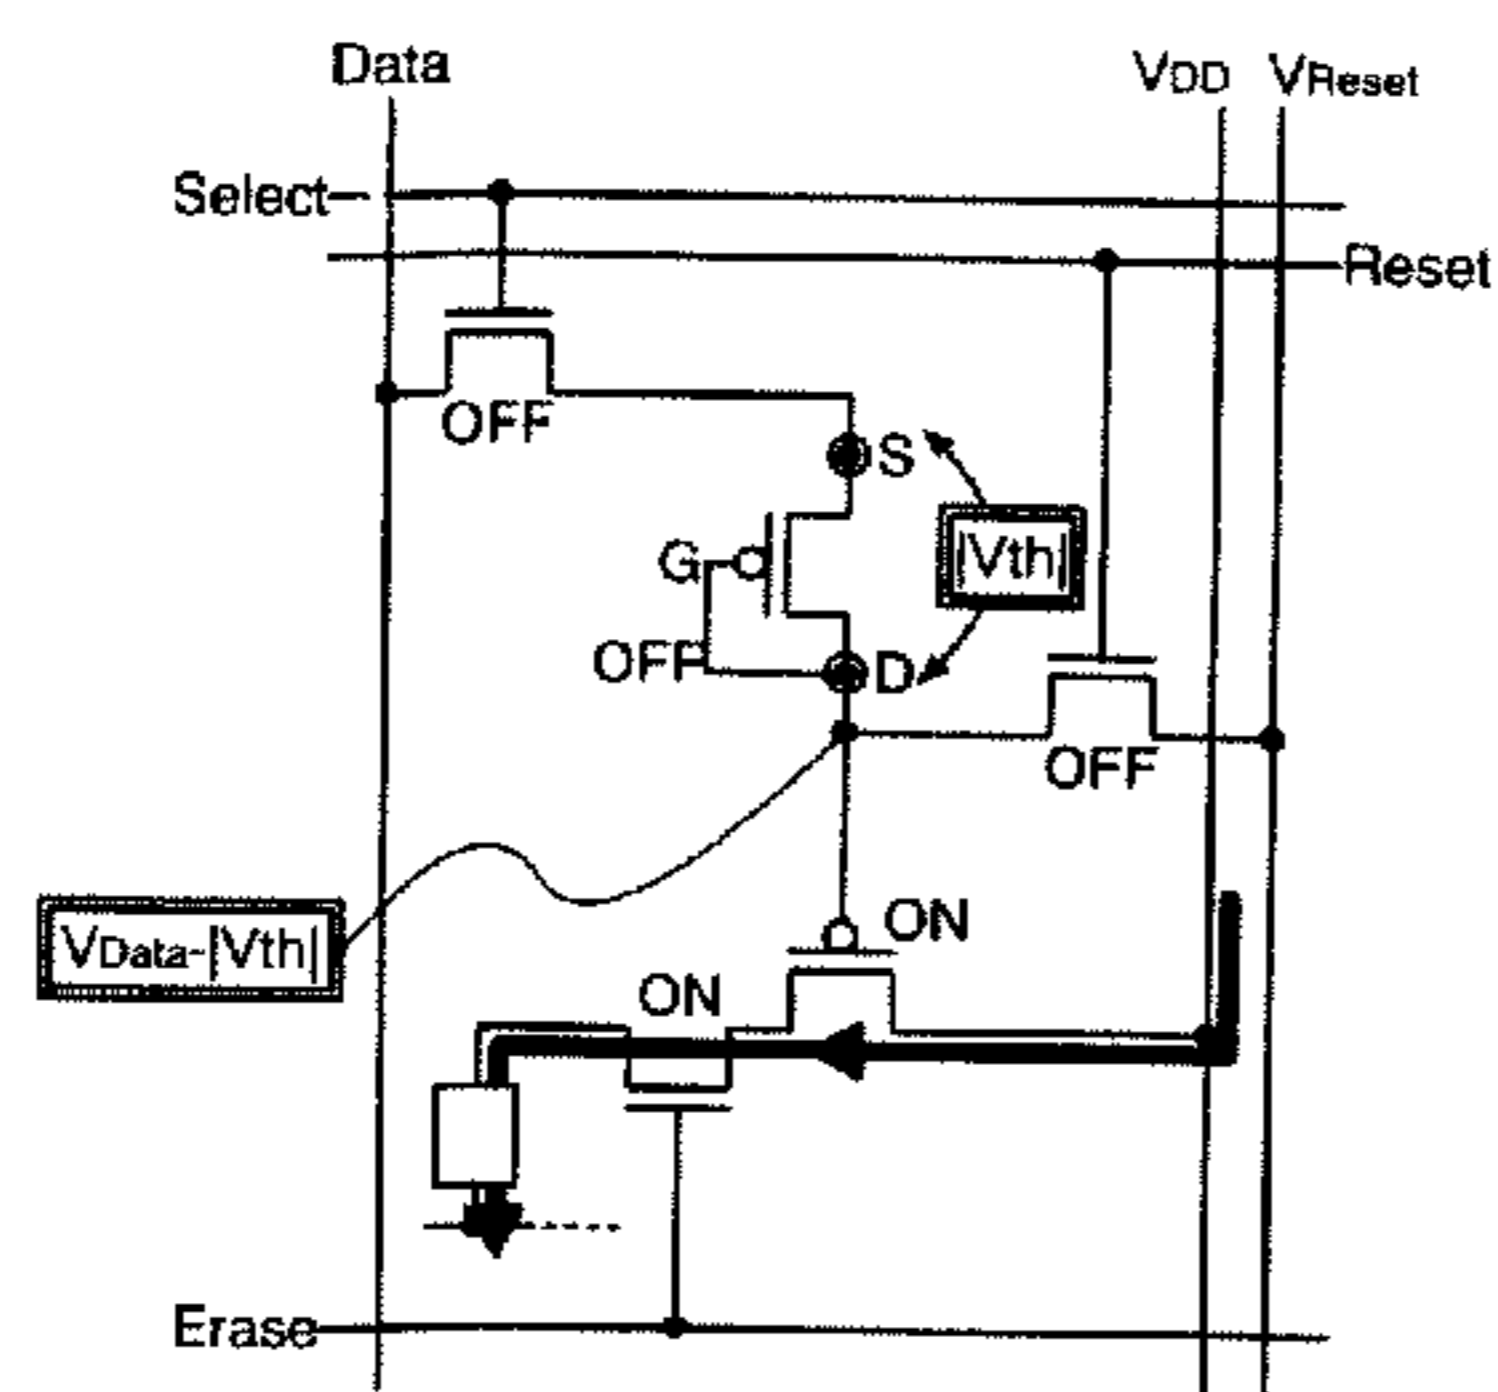 Data
VDD
VReset
Select
Reset
OFF
S
|Vth|
G
OFF
D
OFF
ON
VData-|Vth|
ON
Erase